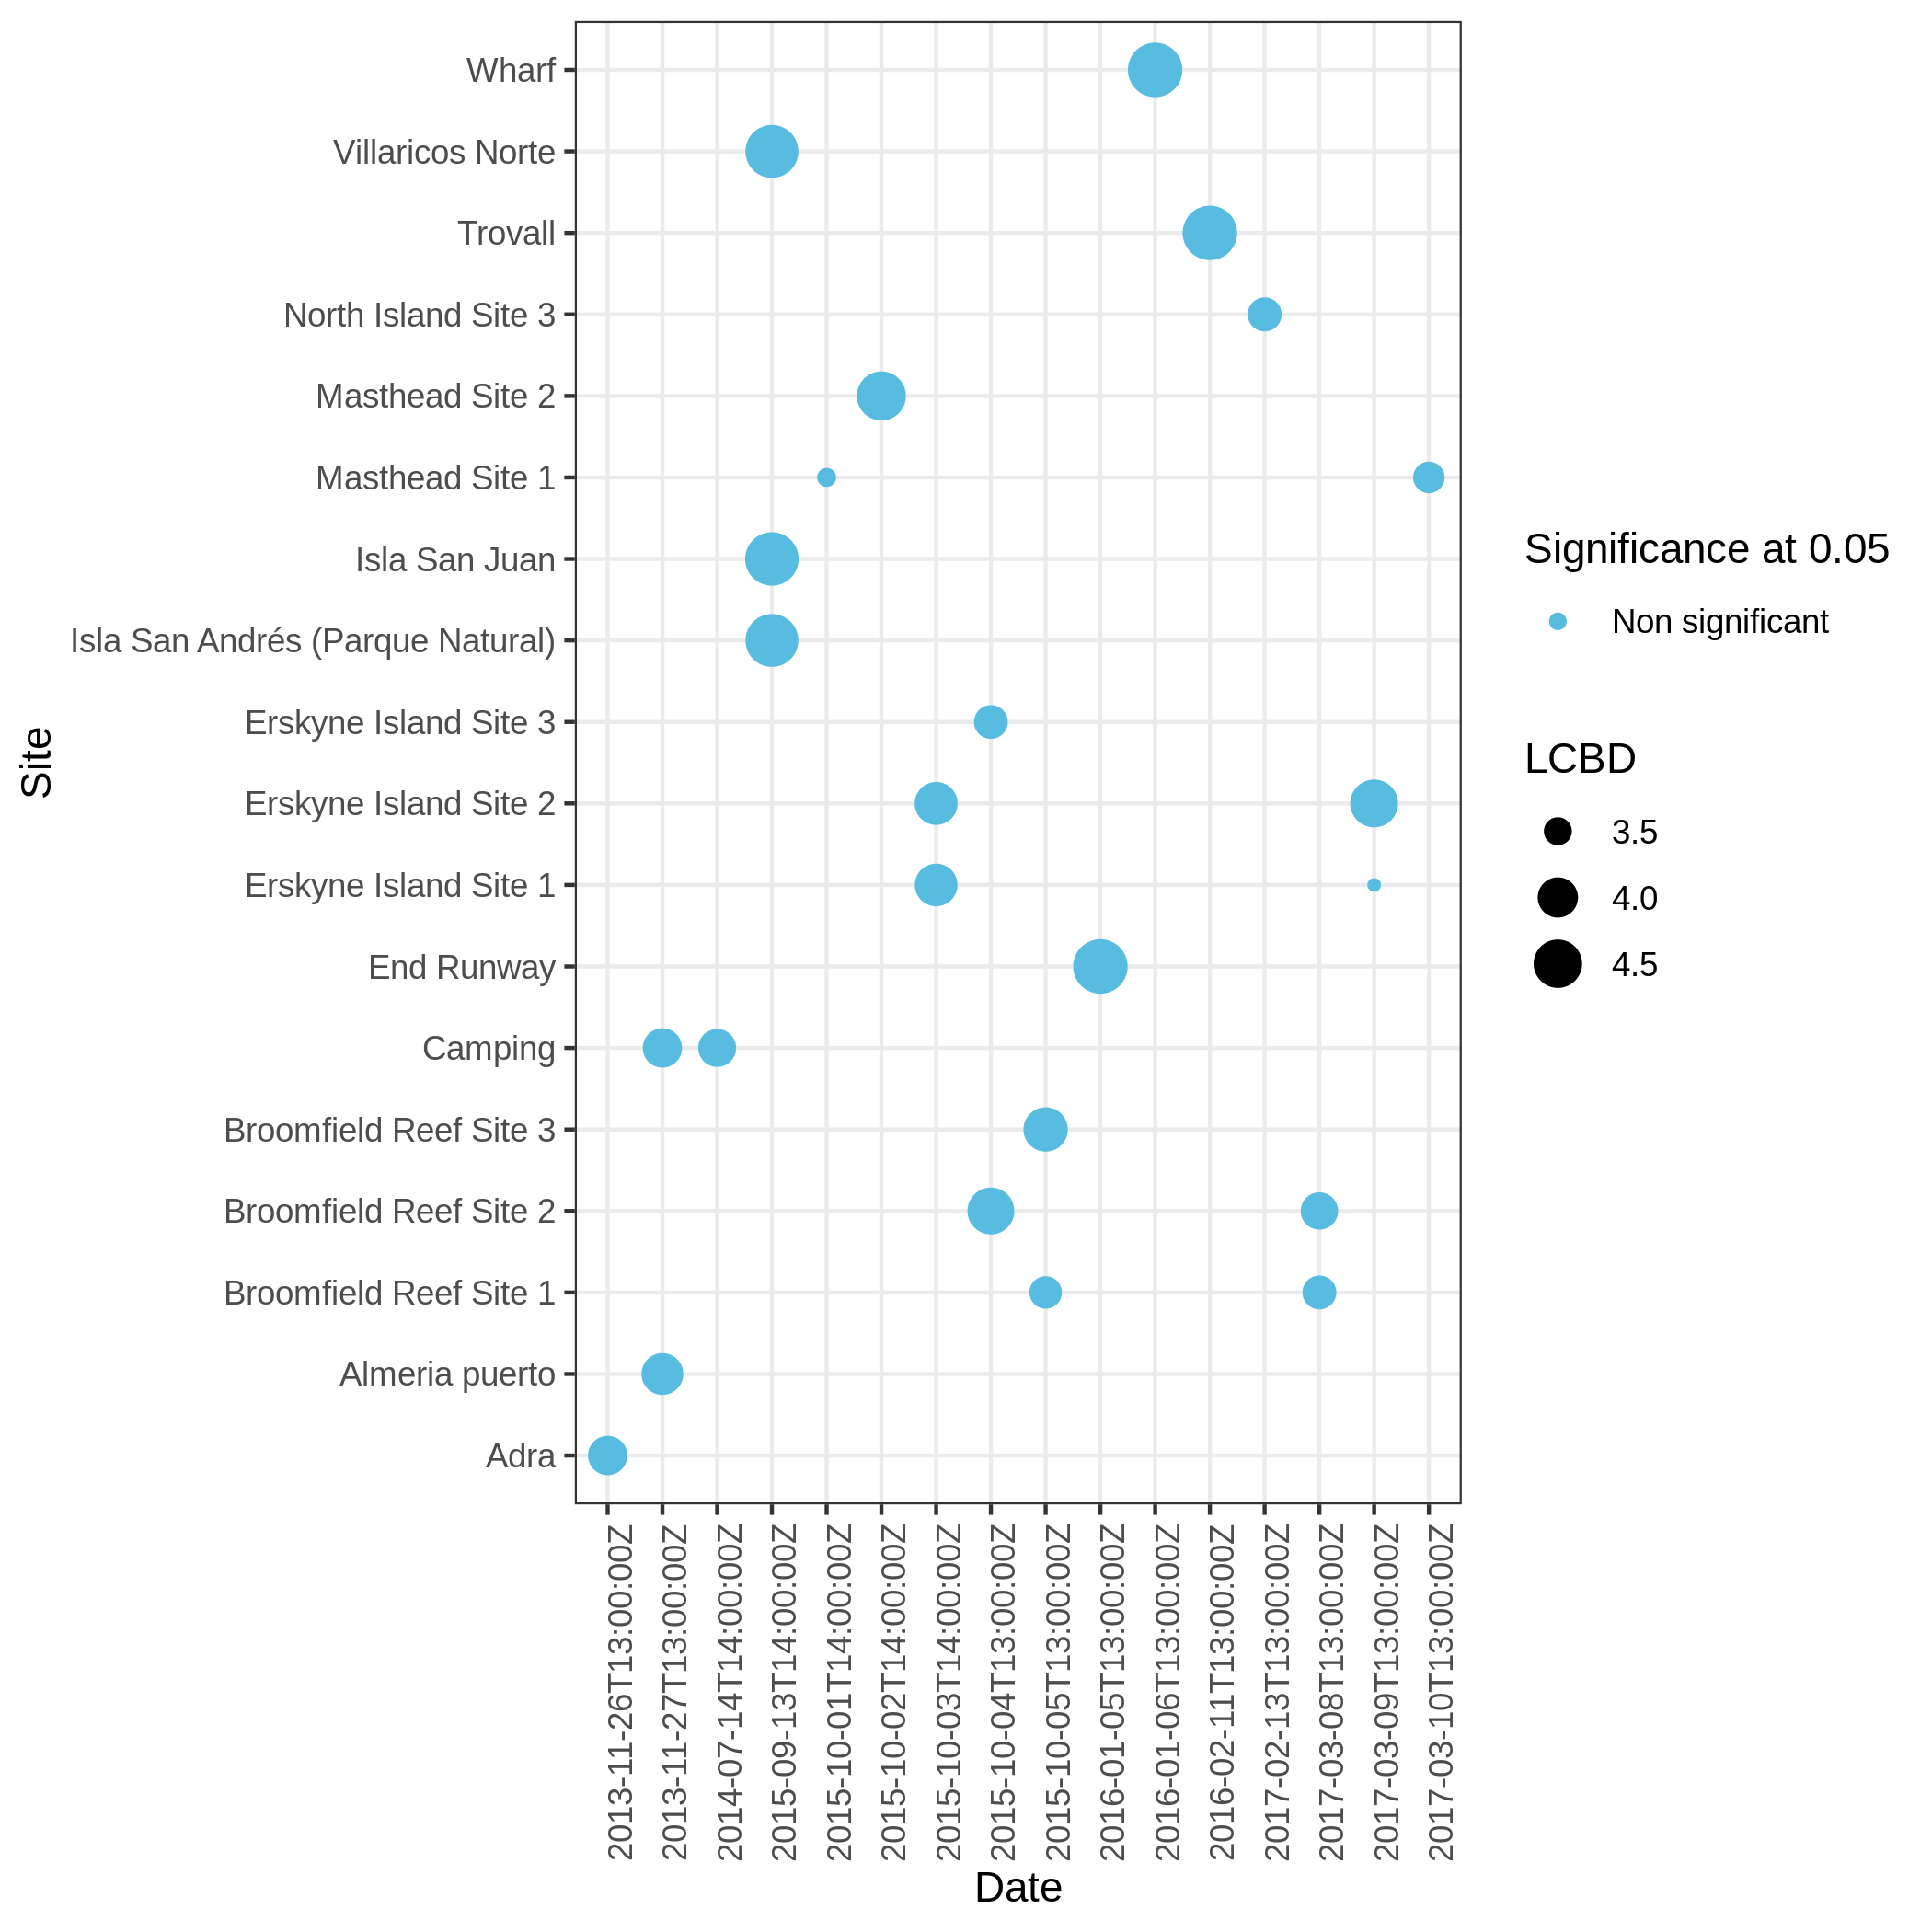 Wharf
Villaricos Norte
Trovall
North Island Site 3
Masthead Site 2
Masthead Site 1
Isla San Juan
Isla San Andrés (Parque Natural)
Erskyne Island Site 3
Erskyne Island Site 2
Erskyne Island Site 1
End Runway
Camping
Broomfield Reef Site 3
Broomfield Reef Site 2
Broomfield Reef Site 1
Almeria puerto
Adra
Site
2013-11-26T13:00:00Z
2013-11-27T13:00:00Z
2014-07-14T14:00:00Z
2015-09-13T14:00:00Z
2015-10-01T14:00:00Z
2015-10-02T14:00:00Z
2015-10-03T14:00:00Z
2015-10-04T13:00:00Z
2015-10-05T13:00:00Z
2016-01-05T13:00:00Z
2016-01-06T13:00:00Z
2016-02-11T13:00:00Z
2017-02-13T13:00:00Z
2017-03-08T13:00:00Z
2017-03-09T13:00:00Z
2017-03-10T13:00:00Z
Date
Significance at 0.05
Non significant
LCBD
3.5
4.0
4.5